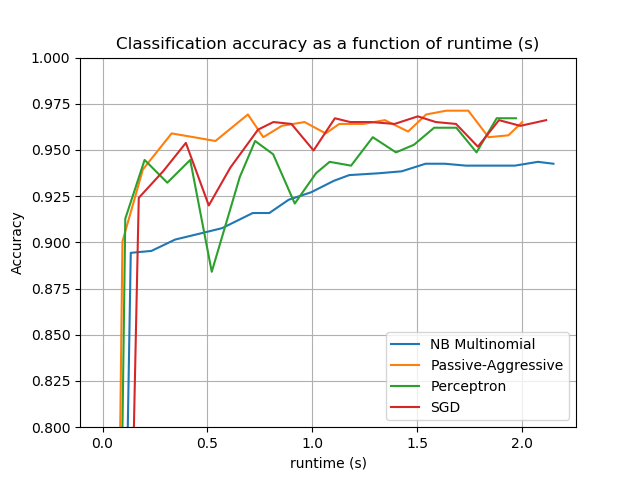 Classification accuracy as a function of runtime (s)
1.000
0.975
0.950
0.925
0.900
0.875
0.850
0.825
0.800
Accuracy
NB Multinomial
Passive-Aggressive
Perceptron
SGD
0.0 0.5 1.0 1.5 2.0
runtime (s)